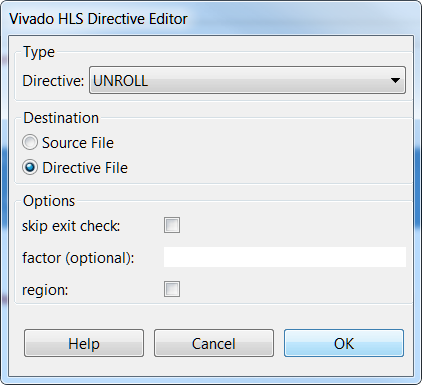 Vivado HLS Directive Editor
Type
Directive: UNROLL
Destination
Source File
Directive File
Options
skip exit check:
factor (optional):
region:
Help Cancel OK